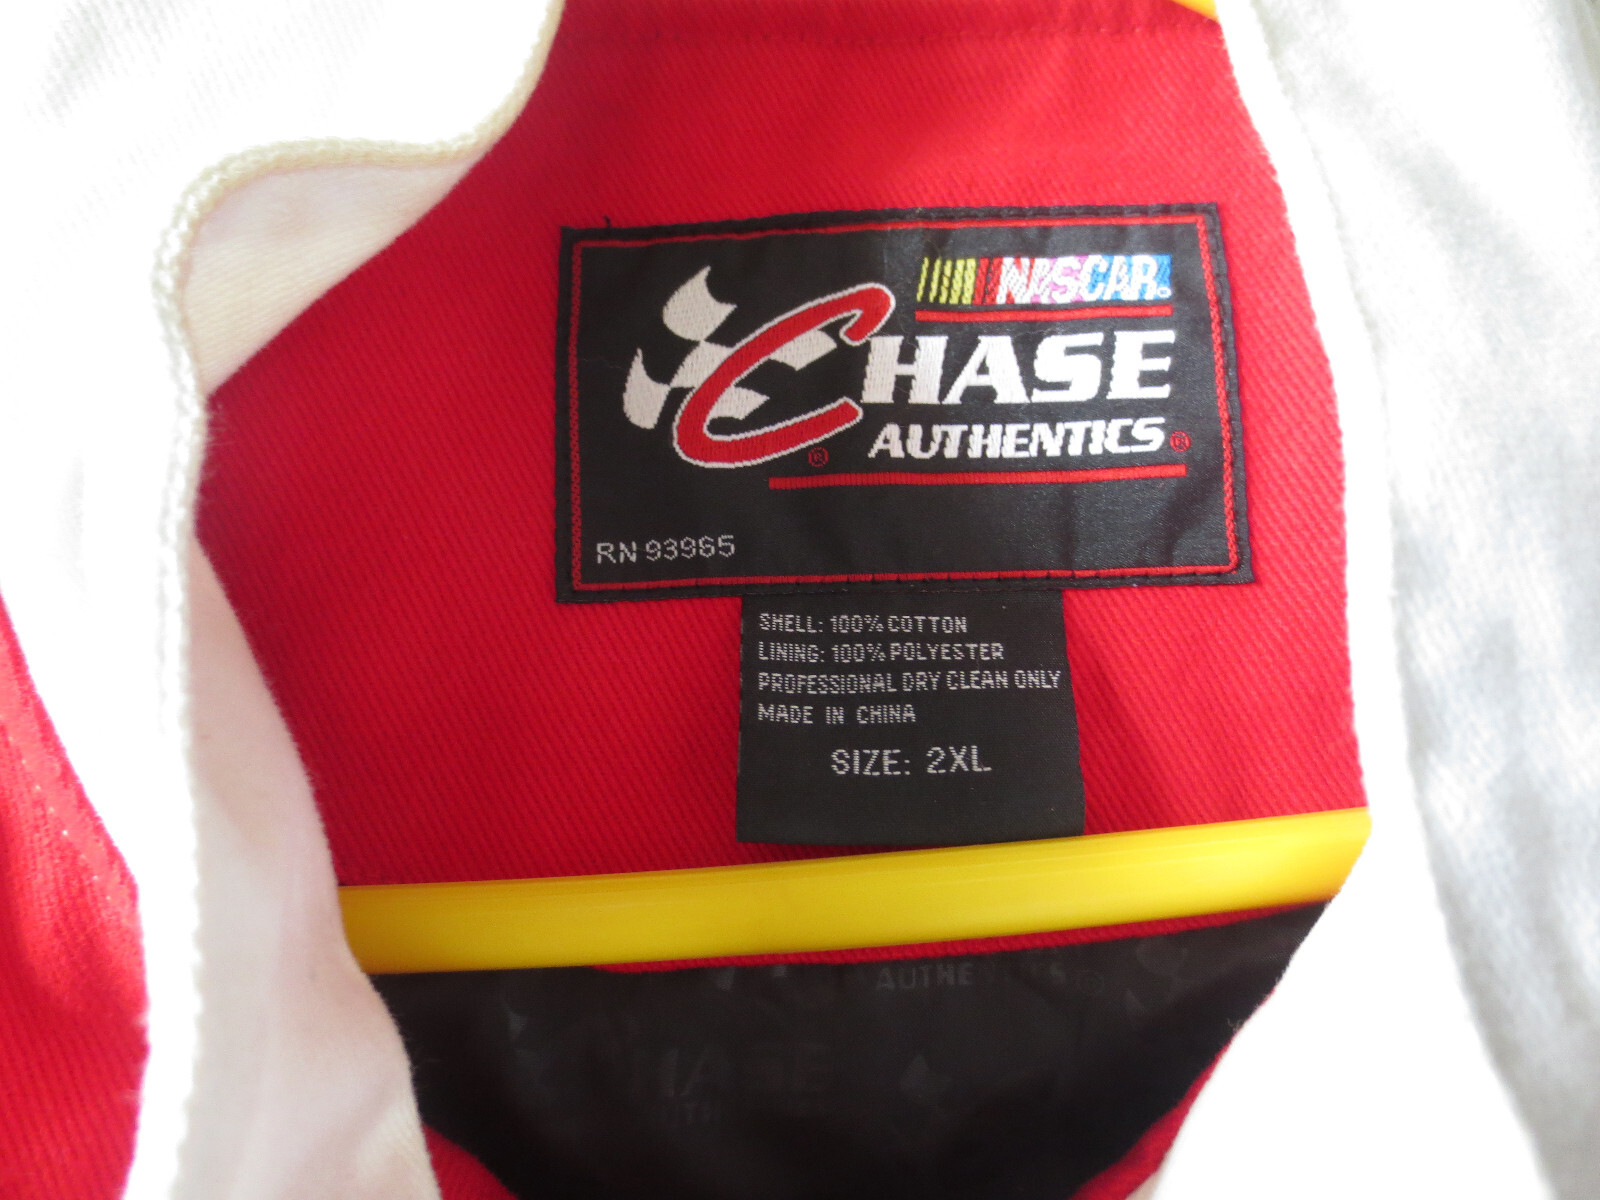 NASCAR
CHASE
AUTHENTICS
RN 93965
SHELL: 100% COTTON
LINING: 100% POLYESTER
PROFESSIONAL DRY CLEAN ONLY
MADE IN CHINA
SIZE: 2XL
AUTHENTICS